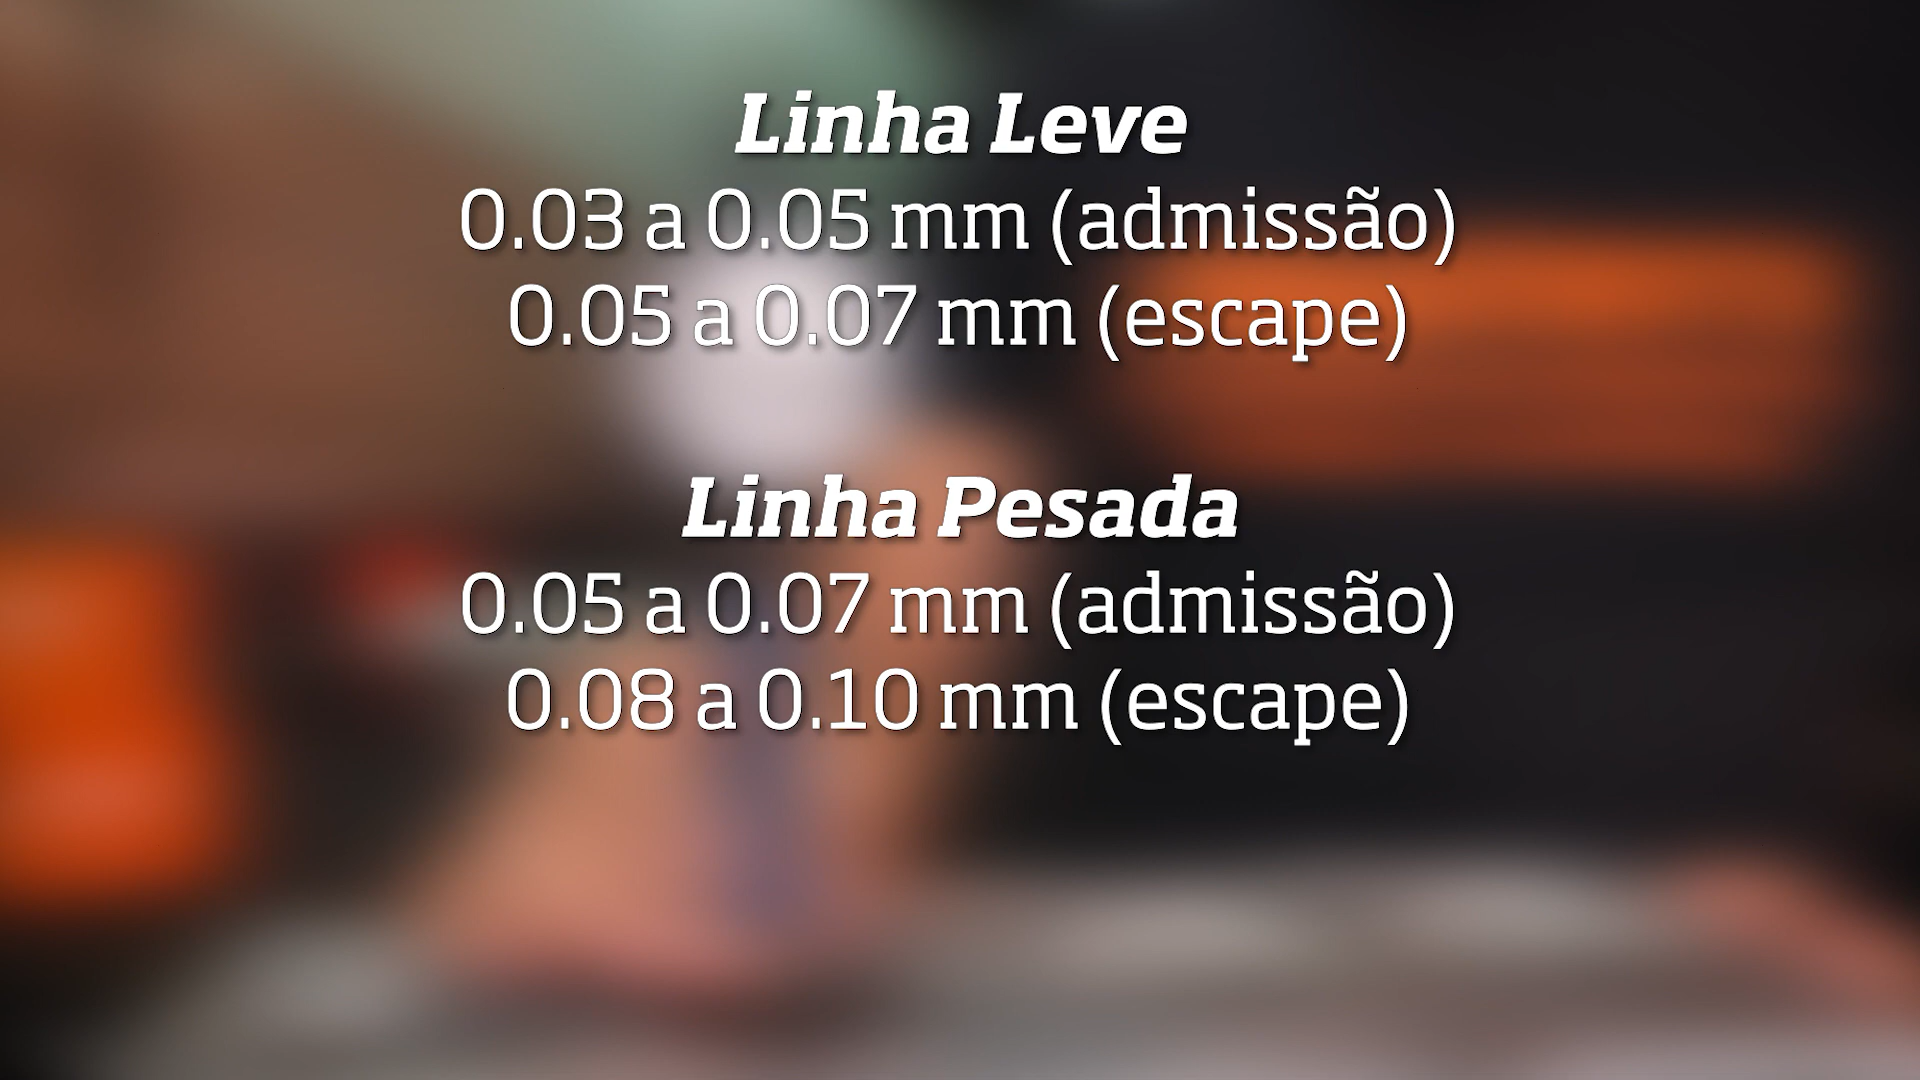 Linha Leve
0.03 a 0.05 mm (admissão)
0.05 a 0.07 mm (escape)
Linha Pesada
0.05 a 0.07 mm (admissão)
0.08 a 0.10 mm (escape)